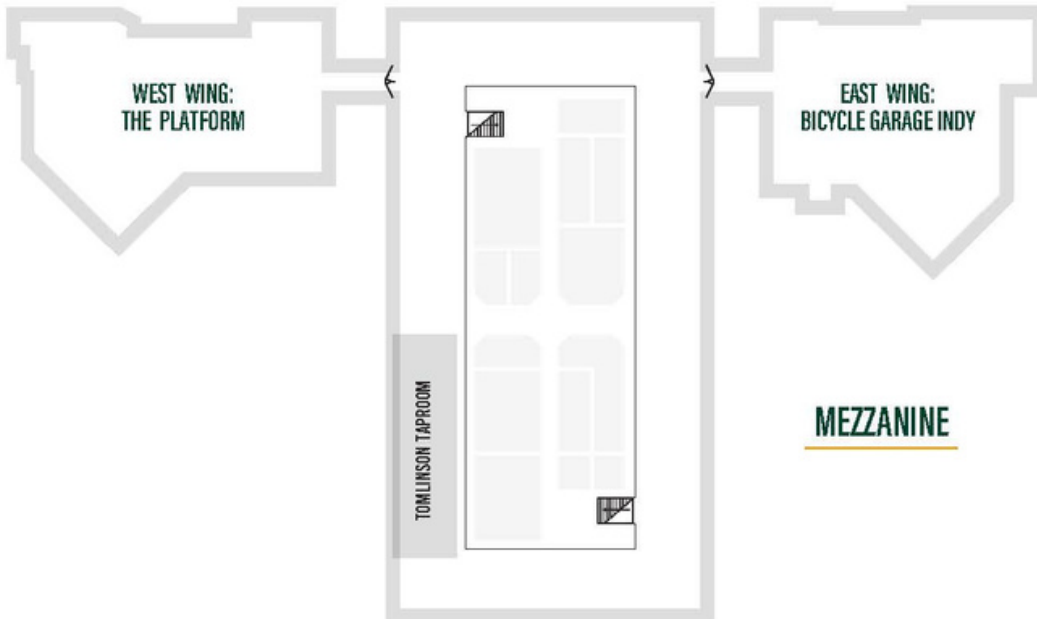 WEST WING:
THE PLATFORM
EAST WING:
BICYCLE GARAGE INDY
TOMLINSON TAPROOM
MEZZANINE